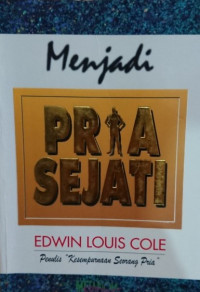 Menjadi
PRIA
SEJATI
EDWIN LOUIS COLE
Penulis "Kesempurnaan Seorang Pria"